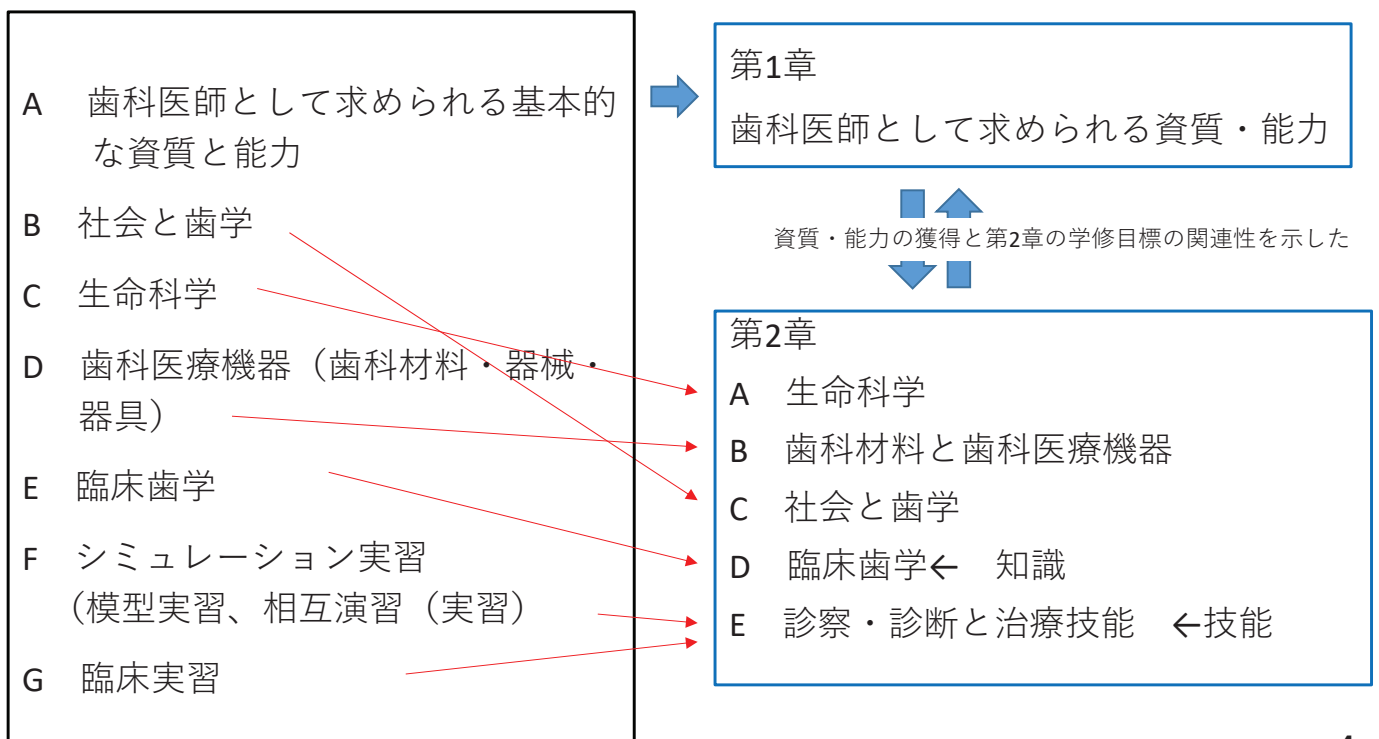 A 歯科医師として求められる基本的
な資質と能力
B 社会と歯学
C 生命科学
D 歯科医療機器（歯科材料・器械・
器具）
E 臨床歯学
F シミュレーション実習
（模型実習、相互演習（実習）
G 臨床実習
第1章
歯科医師として求められる資質・能力
資質・能力の獲得と第2章の学修目標の関連性を示した
第2章
A 生命科学
B 歯科材料と歯科医療機器
C 社会と歯学
D 臨床歯学← 知識
E 診察・診断と治療技能 ←技能